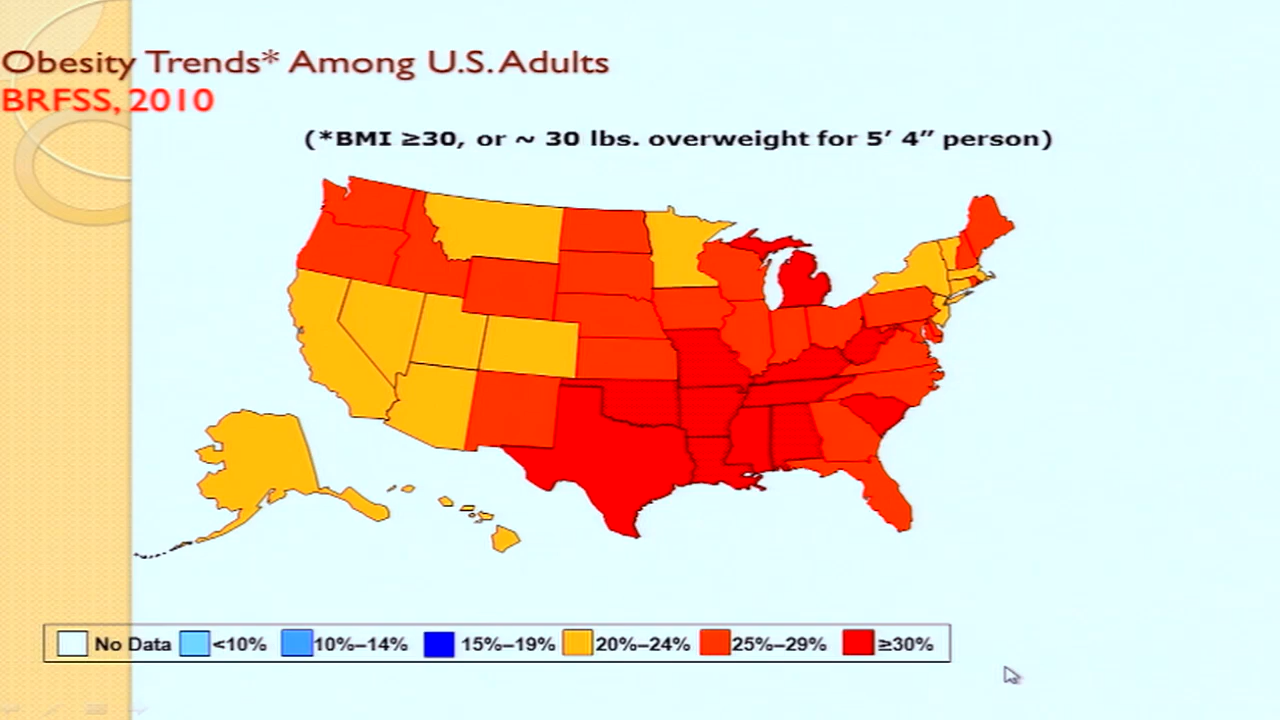 Obesity Trends* Among U.S. Adults
BRFSS, 2010
(*BMI ≥30, or ~ 30 lbs. overweight for 5′ 4″ person)
No Data <10% 10%–14% 15%–19% 20%–24% 25%–29% ≥30%